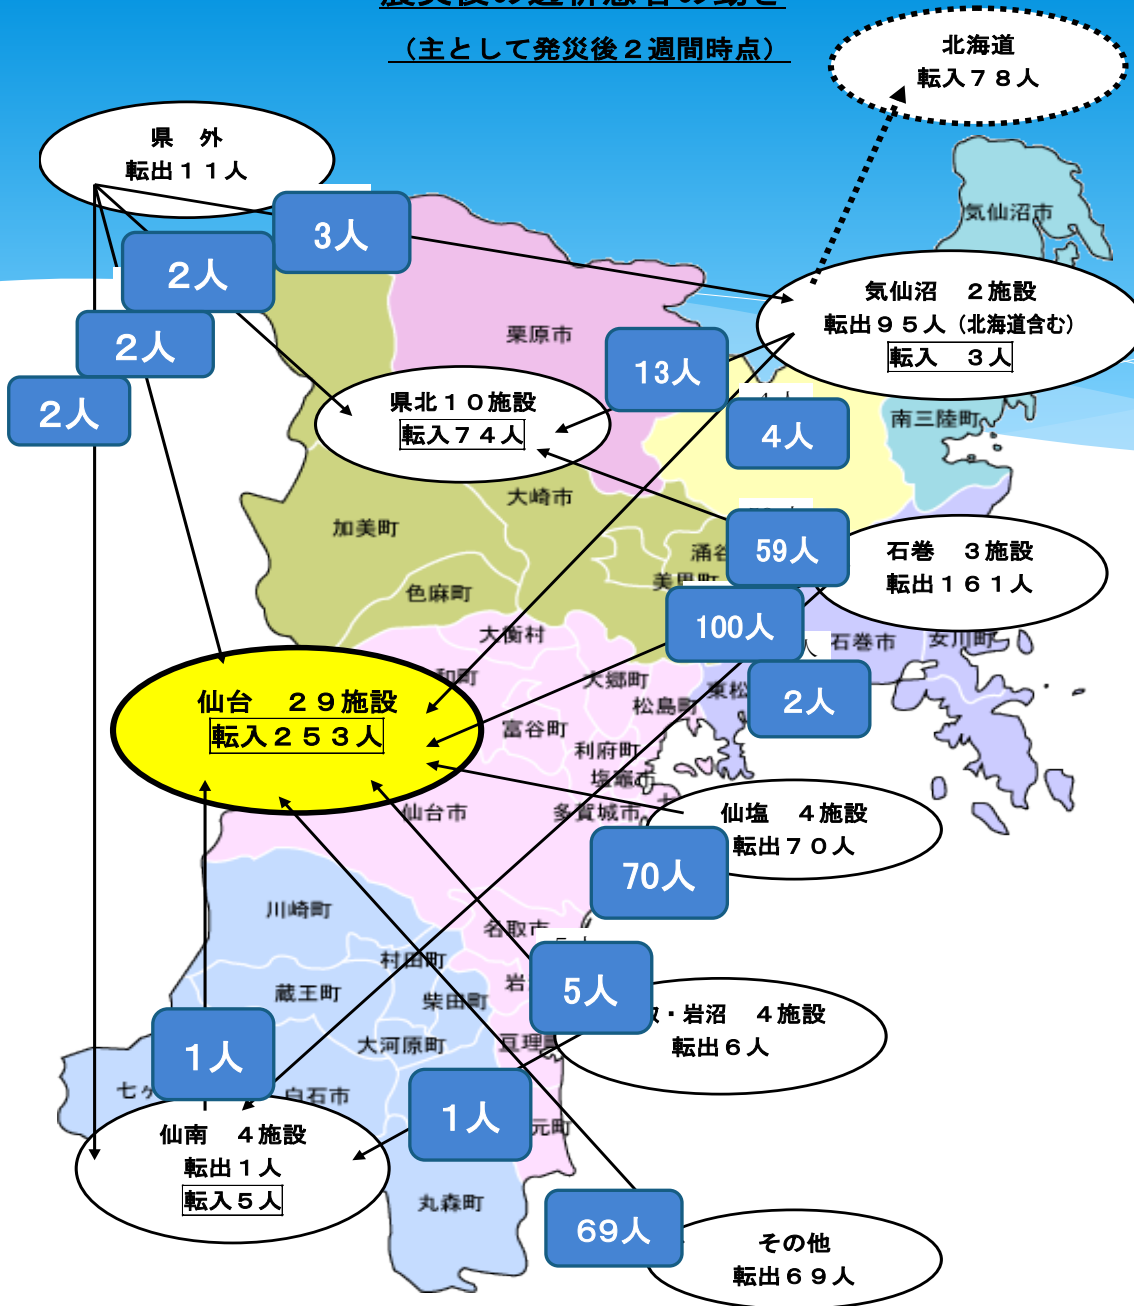 （主として発災後２週間時点）
北海道
転入７８人
県　外
転出１１人
気仙沼市
3人
２人
気仙沼　２施設
転出９５人（北海道含む）
転入　３人
栗原市
２人
13人
２人
県北１０施設
転入７４人
4人
南三陸町
大崎市
加美町
59人
石巻　３施設
転出１６１人
涌谷
色麻町
100人
大衡村
石巻市
女川町
大郷町
２人
松島町
仙台　２９施設
転入２５３人
富谷町
利府町
塩竈市
仙台市
多賀城市
仙塩　４施設
転出７０人
70人
川崎町
名取市
村田町
蔵王町
柴田町
岩
5人
・岩沼　４施設
転出６人
大河原町
亘理
１人
七ヶ
白石市
１人
元町
仙南　４施設
転出１人
転入５人
丸森町
69人
その他
転出６９人